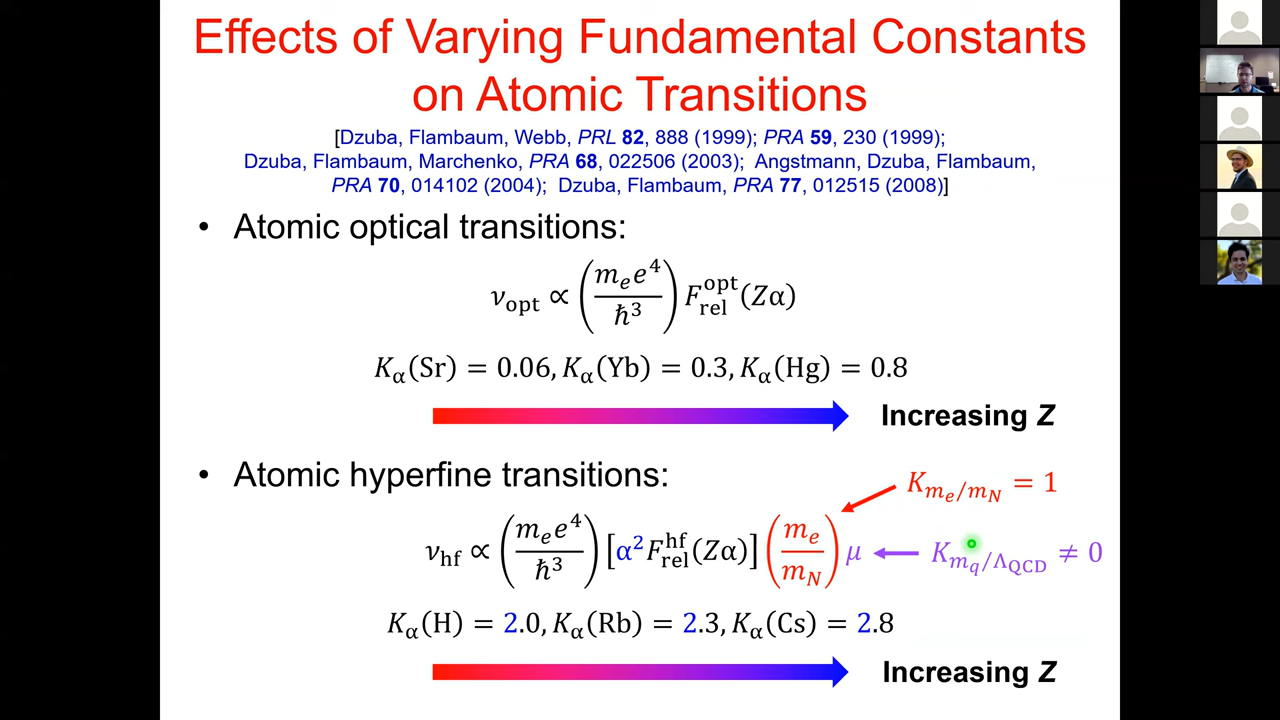 Effects of Varying Fundamental Constants
on Atomic Transitions
[Dzuba, Flambaum, Webb, PRL 82, 888 (1999); PRA 59, 230 (1999);
Dzuba, Flambaum, Marchenko, PRA 68, 022506 (2003); Angstmann, Dzuba, Flambaum,
PRA 70, 014102 (2004); Dzuba, Flambaum, PRA 77, 012515 (2008)]
• Atomic optical transitions:
ν_opt ∝ (m_e e^4 / ħ^3) F_rel^opt (Zα)
K_α(Sr) = 0.06, K_α(Yb) = 0.3, K_α(Hg) = 0.8
Increasing Z
• Atomic hyperfine transitions:
K_{m_e/m_N} = 1
ν_hf ∝ (m_e e^4 / ħ^3) [α^2 F_rel^hf (Zα)] (m_e / m_N) μ
K_{m_q/Λ_QCD} ≠ 0
K_α(H) = 2.0, K_α(Rb) = 2.3, K_α(Cs) = 2.8
Increasing Z